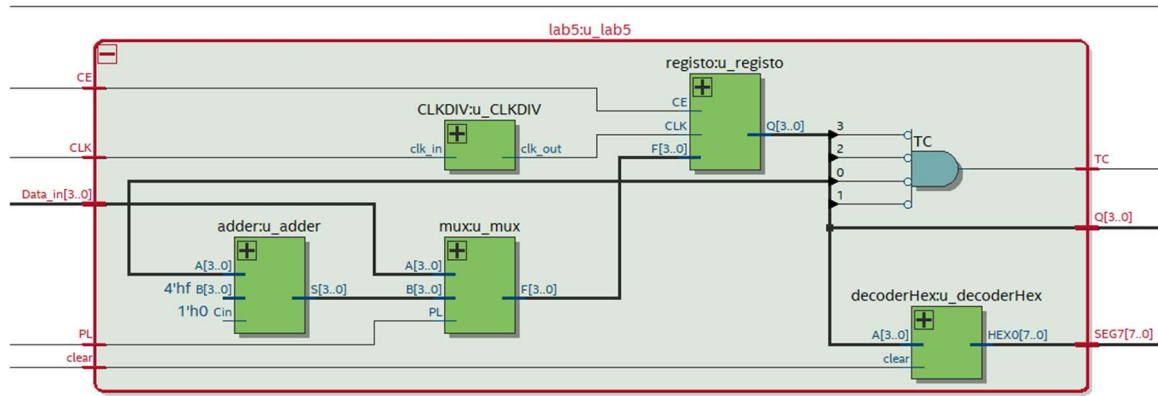 lab5:u_lab5
registo:u_registo
CE
CE
CLKDIV:u_CLKDIV
CLK
Q[3..0]
3
TC
clk_in
clk_out
CLK
F[3..0]
2
TC
0
Data_in[3..0]
1
Q[3..0]
adder:u_adder
mux:u_mux
A[3..0]
A[3..0]
4'hf B[3..0]
S[3..0]
B[3..0]
F[3..0]
1'h0 Cin
PL
decoderHex:u_decoderHex
PL
A[3..0]
HEX0[7..0]
SEG7[7..0]
clear
clear